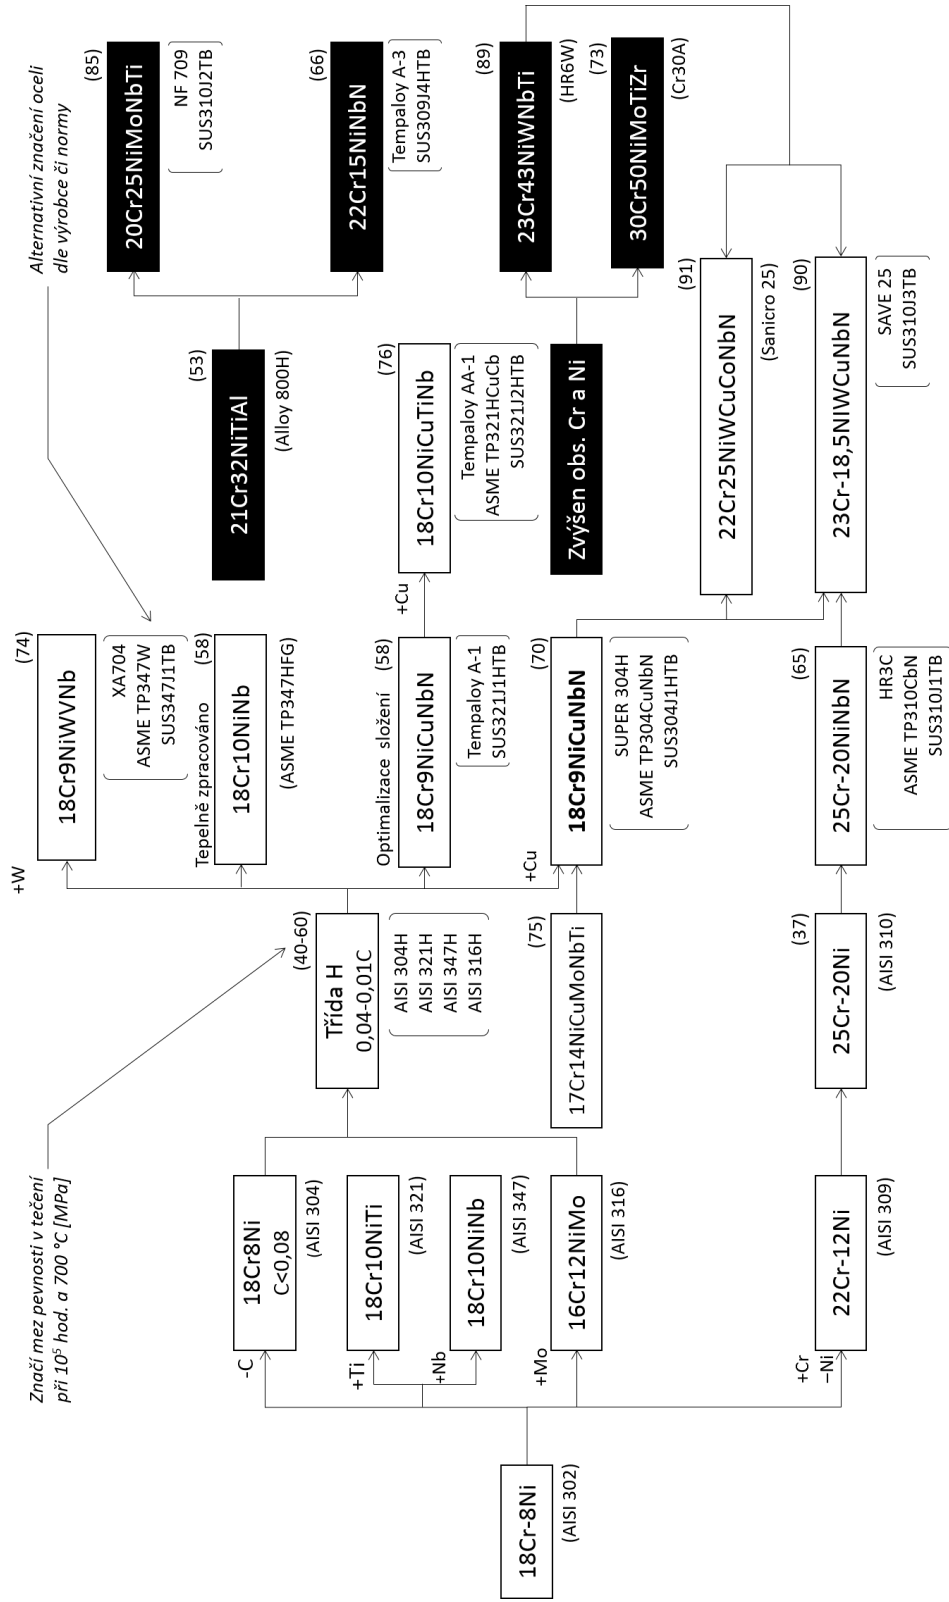 Značí mez pevnosti v tečení
při 10⁵ hod. a 700 °C [MPa]
Alternativní značení oceli
dle výrobce či normy
18Cr-8Ni
(AISI 302)
-C
18Cr8Ni
C<0,08
(AISI 304)
+Ti
18Cr10NiTi
(AISI 321)
+Nb
18Cr10NiNb
(AISI 347)
+Mo
16Cr12NiMo
(AISI 316)
+Cr
−Ni
22Cr-12Ni
(AISI 309)
(40-60)
Třída H
0,04-0,01C
AISI 304H
AISI 321H
AISI 347H
AISI 316H
(75)
17Cr14NiCuMoNbTi
(37)
25Cr-20Ni
(AISI 310)
+W
(74)
18Cr9NiWVNb
XA704
ASME TP347W
SUS347J1TB
Tepelně zpracováno (58)
18Cr10NiNb
(ASME TP347HFG)
Optimalizace složení (58)
18Cr9NiCuNbN
Tempaloy A-1
SUS321J1HTB
+Cu
(70)
18Cr9NiCuNbN
SUPER 304H
ASME TP304CuNbN
SUS304J1HTB
(65)
25Cr-20NiNbN
HR3C
ASME TP310CbN
SUS310J1TB
(53)
21Cr32NiTiAl
(Alloy 800H)
+Cu
(76)
18Cr10NiCuTiNb
Tempaloy AA-1
ASME TP321HCuCb
SUS321J2HTB
Zvýšen obs. Cr a Ni
(91)
22Cr25NiWCuCoNbN
(Sanicro 25)
(90)
23Cr-18,5NIWCuNbN
SAVE 25
SUS310J3TB
(85)
20Cr25NiMoNbTi
NF 709
SUS310J2TB
(66)
22Cr15NiNbN
Tempaloy A-3
SUS309J4HTB
(89)
23Cr43NiWNbTi
(HR6W)
(73)
30Cr50NiMoTiZr
(Cr30A)